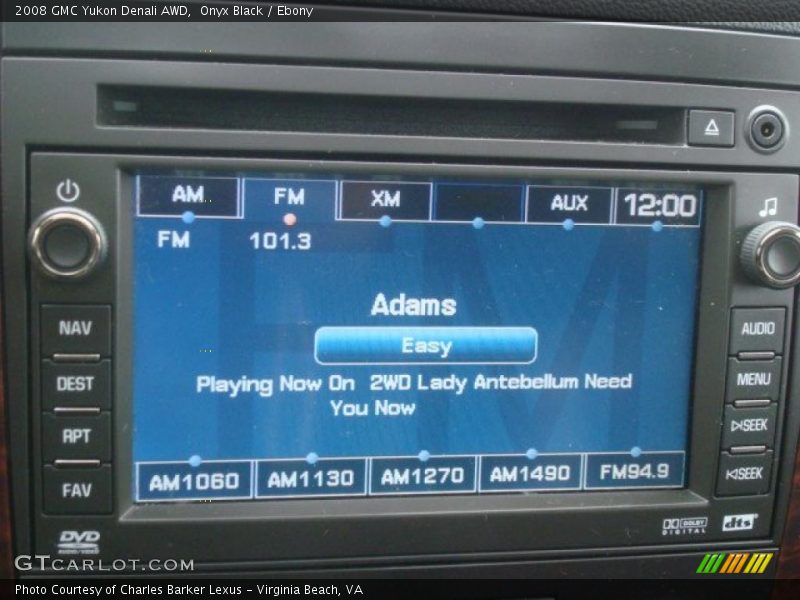 2008 GMC Yukon Denali AWD,  Onyx Black / Ebony
AM FM XM AUX 12:00
FM 101.3
Adams
Easy
Playing Now On 2WD Lady Antebellum Need
You Now
AM1060 AM1130 AM1270 AM1490 FM94.9
NAV
DEST
RPT
FAV
AUDIO
MENU
SEEK
SEEK
DVD
AUDIO/VIDEO
DOLBY
DIGITAL
dts
GTCARLOT.COM
Photo Courtesy of Charles Barker Lexus - Virginia Beach, VA